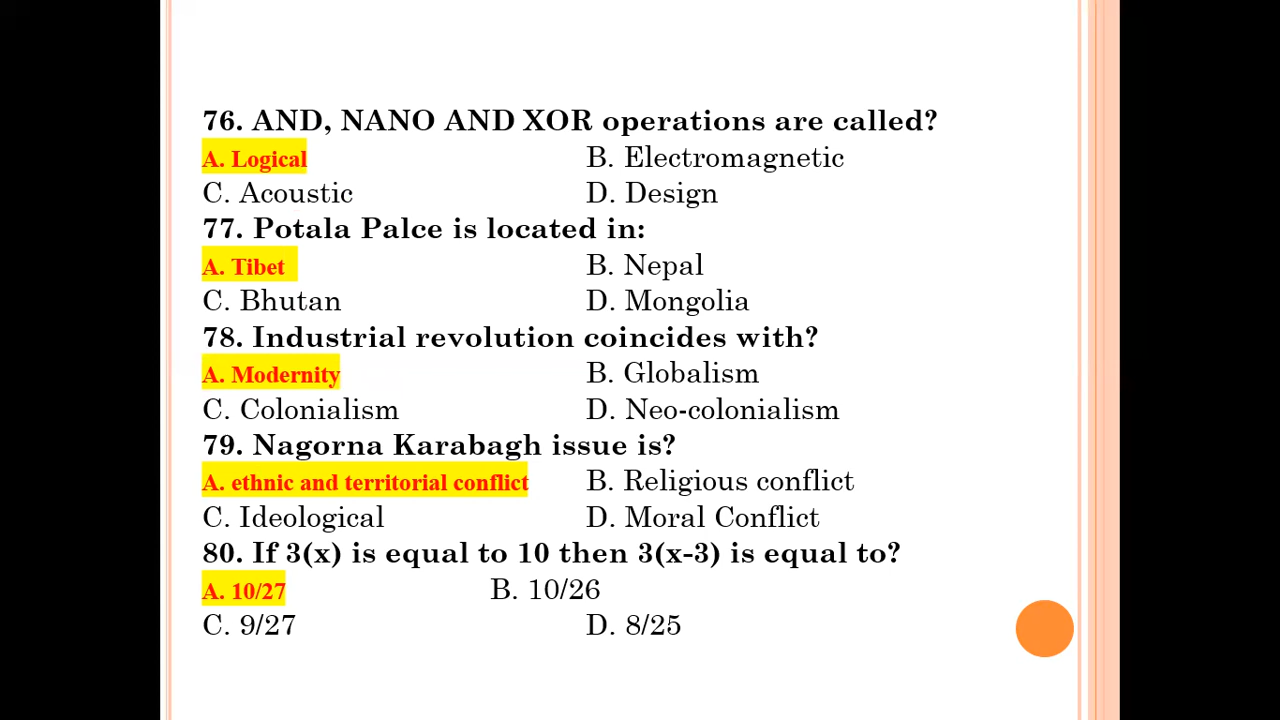 76. AND, NANO AND XOR operations are called?
A. Logical B. Electromagnetic
C. Acoustic D. Design
77. Potala Palce is located in:
A. Tibet B. Nepal
C. Bhutan D. Mongolia
78. Industrial revolution coincides with?
A. Modernity B. Globalism
C. Colonialism D. Neo-colonialism
79. Nagorna Karabagh issue is?
A. ethnic and territorial conflict B. Religious conflict
C. Ideological D. Moral Conflict
80. If 3(x) is equal to 10 then 3(x-3) is equal to?
A. 10/27 B. 10/26
C. 9/27 D. 8/25